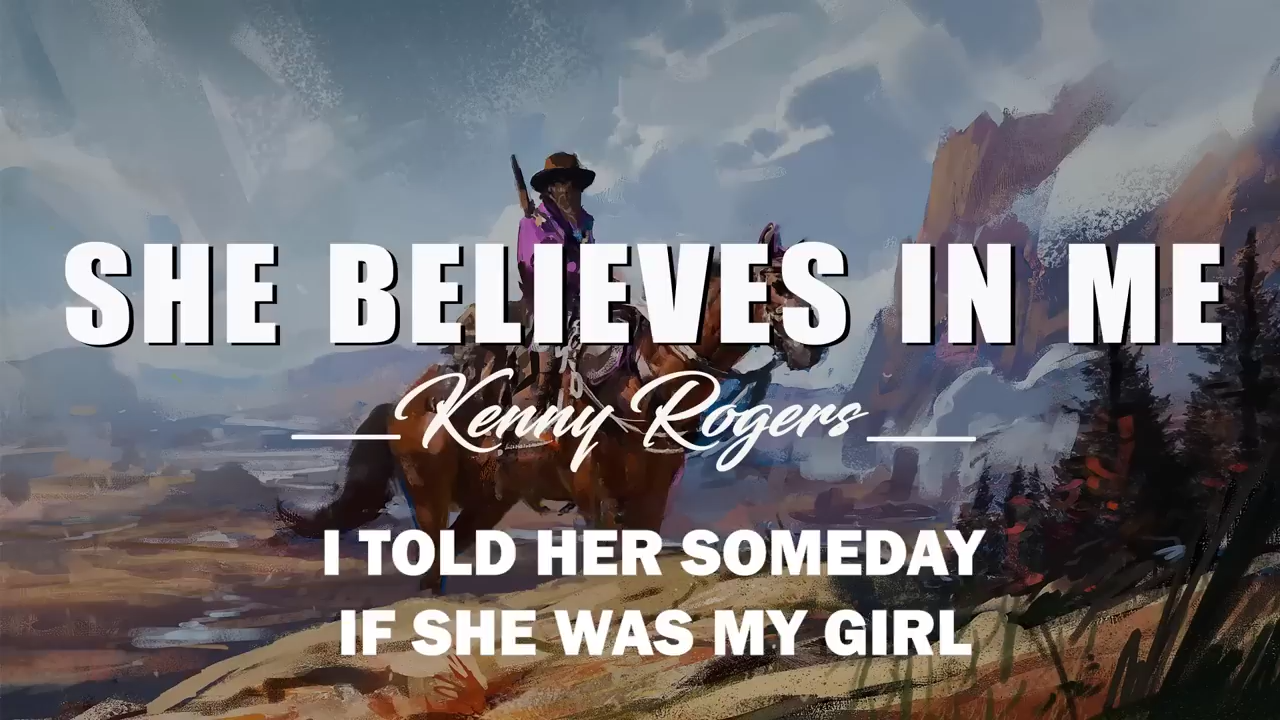 SHE BELIEVES IN ME
Kenny Rogers
I TOLD HER SOMEDAY
IF SHE WAS MY GIRL